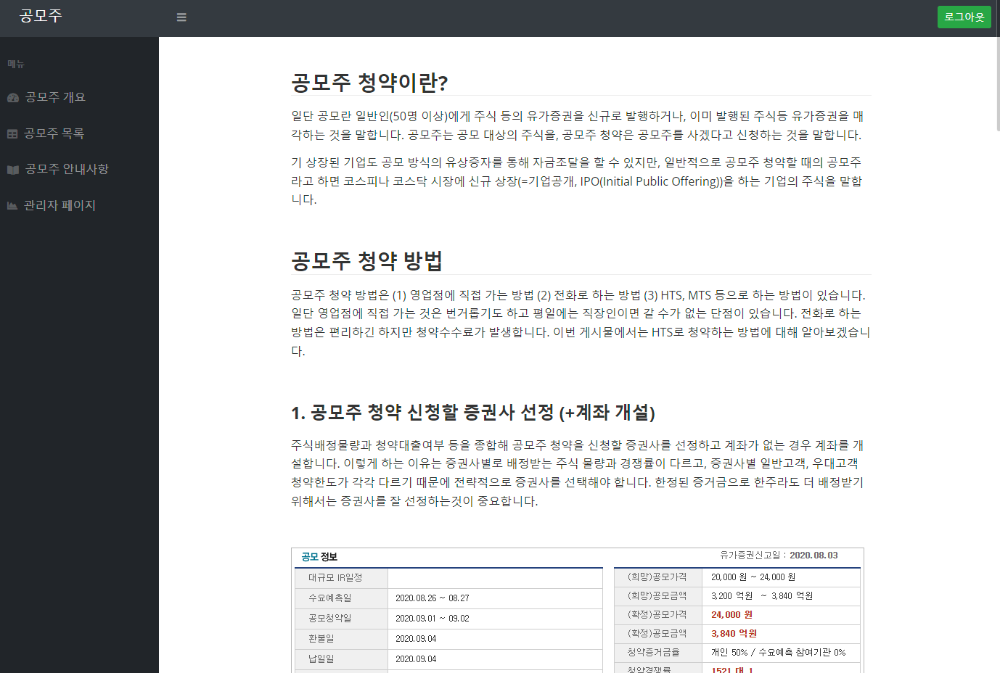 공모주
로그아웃
메뉴
공모주 개요
공모주 목록
공모주 안내사항
관리자 페이지
공모주 청약이란?
일단 공모란 일반인(50명 이상)에게 주식 등의 유가증권을 신규로 발행하거나, 이미 발행된 주식등 유가증권을 매
각하는 것을 말합니다. 공모주는 공모 대상의 주식을, 공모주 청약은 공모주를 사겠다고 신청하는 것을 말합니다.
기 상장된 기업도 공모 방식의 유상증자를 통해 자금조달을 할 수 있지만, 일반적으로 공모주 청약할 때의 공모주
라고 하면 코스피나 코스닥 시장에 신규 상장(=기업공개, IPO(Initial Public Offering))을 하는 기업의 주식을 말합
니다.
공모주 청약 방법
공모주 청약 방법은 (1) 영업점에 직접 가는 방법 (2) 전화로 하는 방법 (3) HTS, MTS 등으로 하는 방법이 있습니다.
일단 영업점에 직접 가는 것은 번거롭기도 하고 평일에는 직장인이면 갈 수가 없는 단점이 있습니다. 전화로 하는
방법은 편리하긴 하지만 청약수수료가 발생합니다. 이번 게시물에서는 HTS로 청약하는 방법에 대해 알아보겠습니
다.
1. 공모주 청약 신청할 증권사 선정 (+계좌 개설)
주식배정물량과 청약대출여부 등을 종합해 공모주 청약을 신청할 증권사를 선정하고 계좌가 없는 경우 계좌를 개
설합니다. 이렇게 하는 이유는 증권사별로 배정받는 주식 물량과 경쟁률이 다르고, 증권사별 일반고객, 우대고객
청약한도가 각각 다르기 때문에 전략적으로 증권사를 선택해야 합니다. 한정된 증거금으로 한주라도 더 배정받기
위해서는 증권사를 잘 선정하는것이 중요합니다.
공모 정보
유가증권신고일 : 2020.08.03
대규모 IR일정
수요예측일 2020.08.26 ~ 08.27
공모청약일 2020.09.01 ~ 09.02
환불일 2020.09.04
납일일 2020.09.04
(희망)공모가격 20,000 원 ~ 24,000 원
(희망)공모금액 3,200 억원 ~ 3,840 억원
(확정)공모가격 24,000 원
(확정)공모금액 3,840 억원
청약증거금율 개인 50% / 수요예측 참여기관 0%
청약경쟁률 1521 대 1